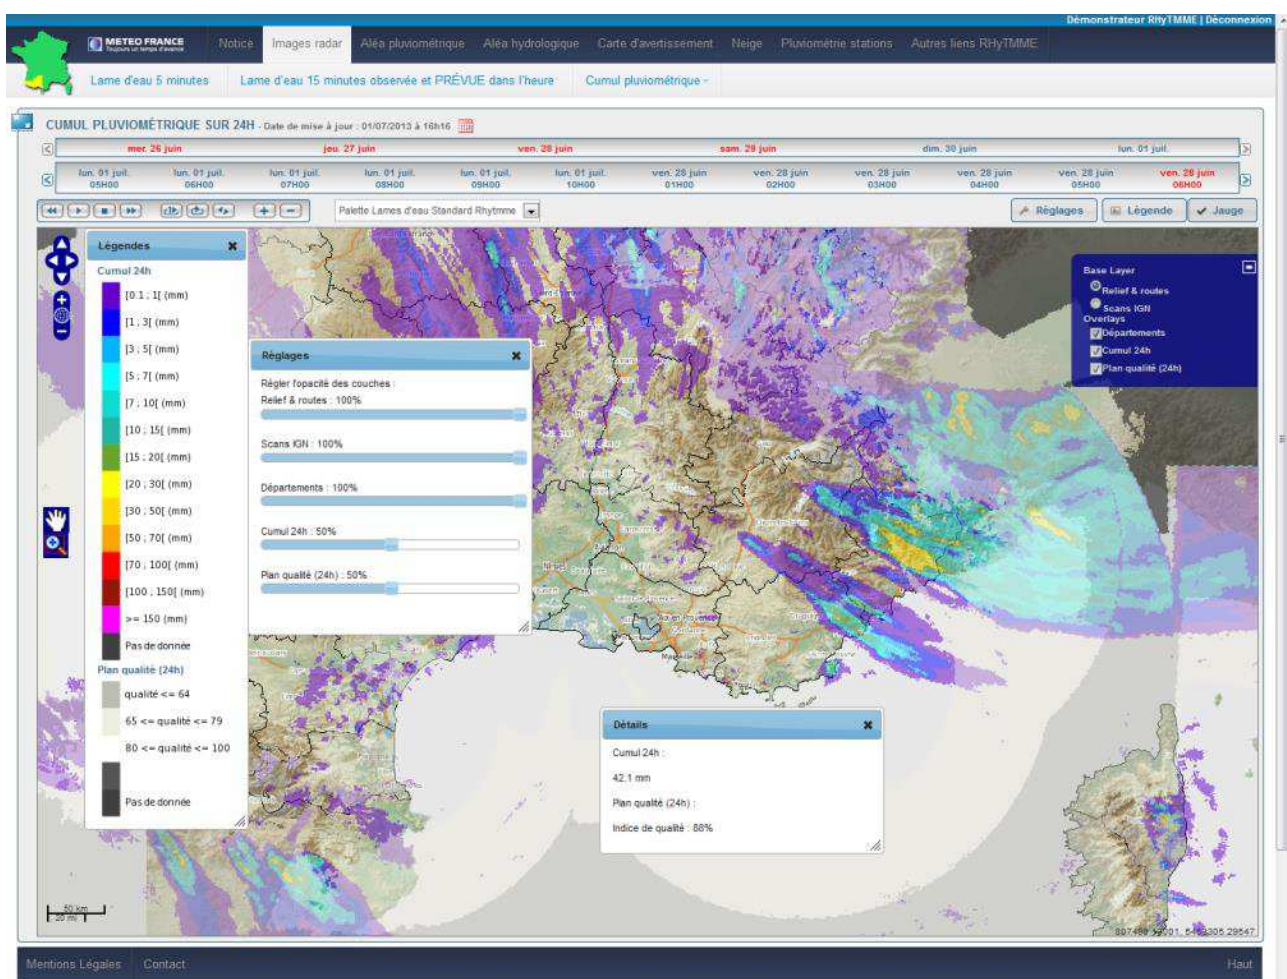 Démonstrateur RHyTMME | Déconnexion
METEO FRANCE
Toujours un temps d'avance
Notice Images radar Aléa pluviométrique Aléa hydrologique Carte d'avertissement Neige Pluviométrie stations Autres liens RHyTMME
Lame d'eau 5 minutes Lame d'eau 15 minutes observée et PRÉVUE dans l'heure Cumul pluviométrique
CUMUL PLUVIOMÉTRIQUE SUR 24H - Date de mise à jour : 01/07/2013 à 16h16
mer. 26 juin jeu. 27 juin ven. 28 juin sam. 29 juin dim. 30 juin lun. 01 juil.
lun. 01 juil. lun. 01 juil. lun. 01 juil. lun. 01 juil. lun. 01 juil. lun. 01 juil. ven. 28 juin ven. 28 juin ven. 28 juin ven. 28 juin ven. 28 juin ven. 28 juin
05H00 06H00 07H00 08H00 09H00 10H00 01H00 02H00 03H00 04H00 05H00 06H00
Palette Lames d'eau Standard Rhytmme
Réglages Légende Jauge
Légendes
Cumul 24h
[0.1 ; 1[ (mm)
[1 ; 3[ (mm)
[3 ; 5[ (mm)
[5 ; 7[ (mm)
[7 ; 10[ (mm)
[10 ; 15[ (mm)
[15 ; 20[ (mm)
[20 ; 30[ (mm)
[30 ; 50[ (mm)
[50 ; 70[ (mm)
[70 ; 100[ (mm)
[100 ; 150[ (mm)
>= 150 (mm)
Pas de donnée
Plan qualité (24h)
qualité <= 64
65 <= qualité <= 79
80 <= qualité <= 100
Pas de donnée
Réglages
Régler l'opacité des couches :
Relief & routes : 100%
Scans IGN : 100%
Départements : 100%
Cumul 24h : 50%
Plan qualité (24h) : 50%
Base Layer
Relief & routes
Scans IGN
Overlays
Départements
Cumul 24h
Plan qualité (24h)
Aix en Provence
Marseille
Détails
Cumul 24h :
42.1 mm
Plan qualité (24h) :
Indice de qualité : 88%
50 km
20 mi
Mentions Légales Contact Haut